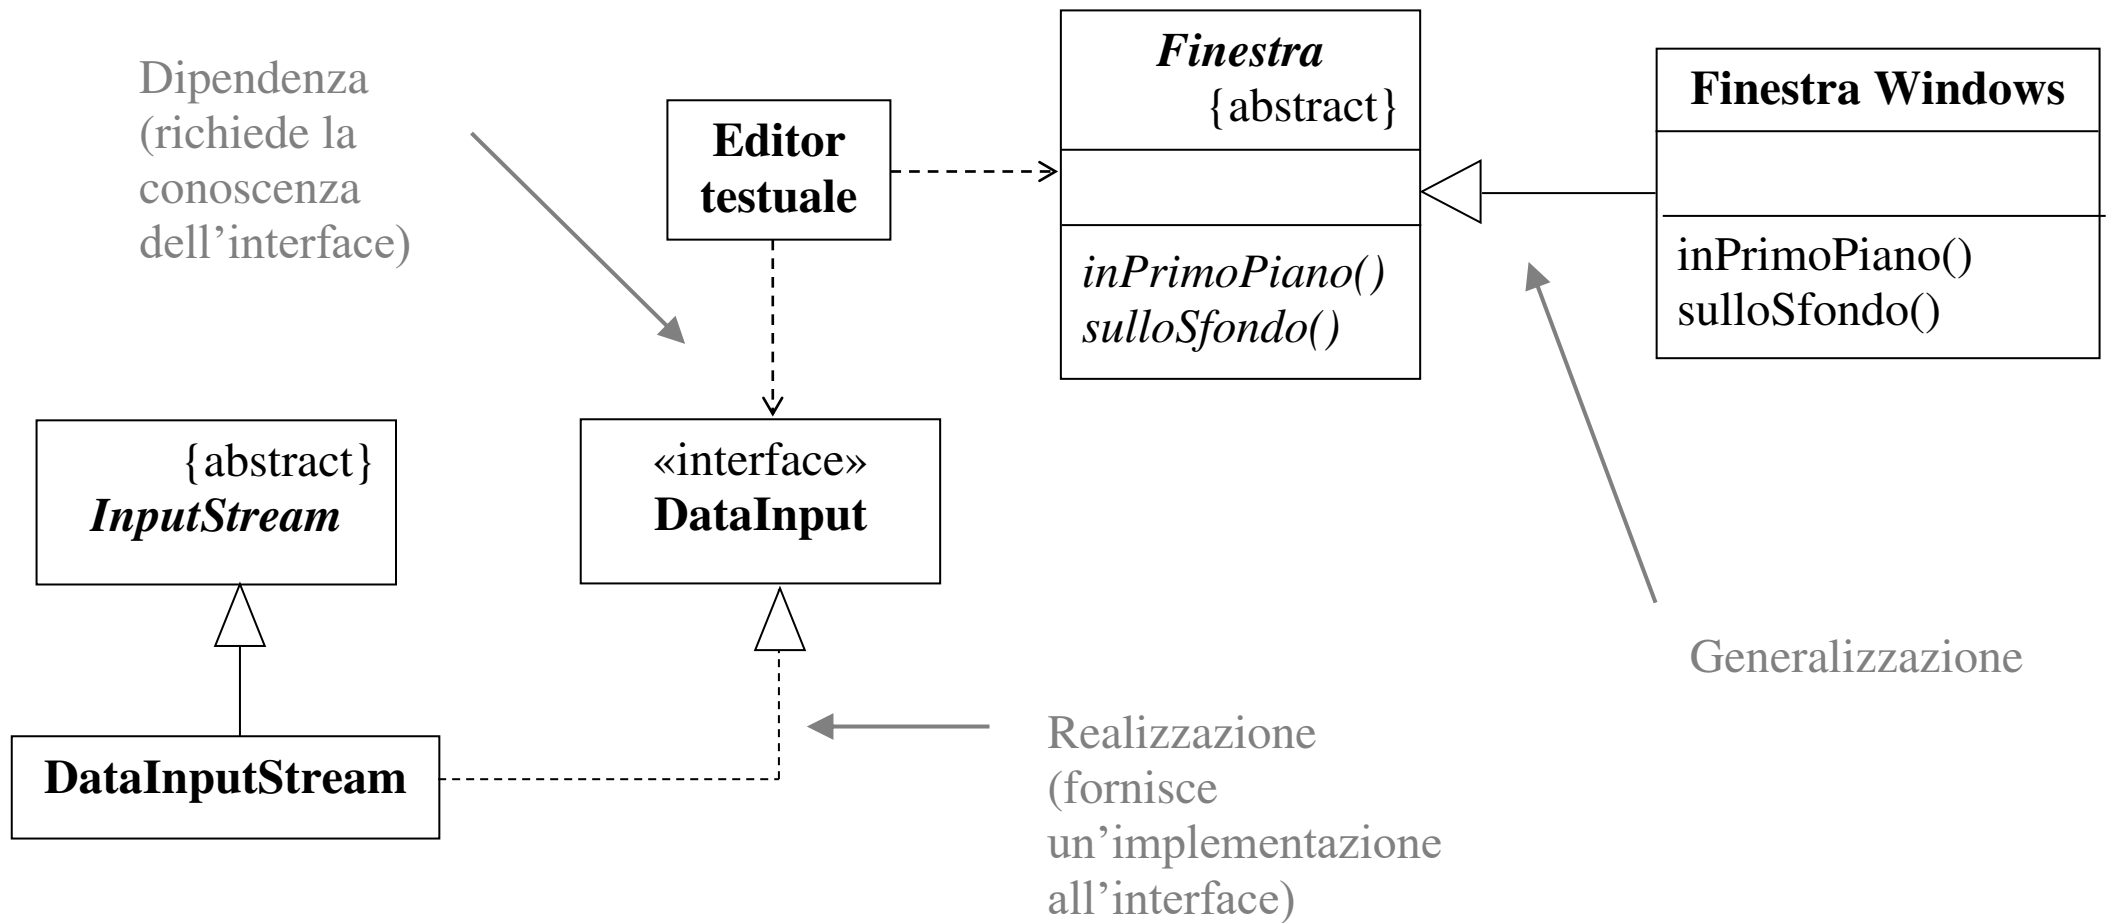 Dipendenza
(richiede la
conoscenza
dell’interface)
Editor
testuale
Finestra
{abstract}
inPrimoPiano()
sulloSfondo()
Finestra Windows
inPrimoPiano()
sulloSfondo()
{abstract}
InputStream
«interface»
DataInput
Generalizzazione
DataInputStream
Realizzazione
(fornisce
un’implementazione
all’interface)